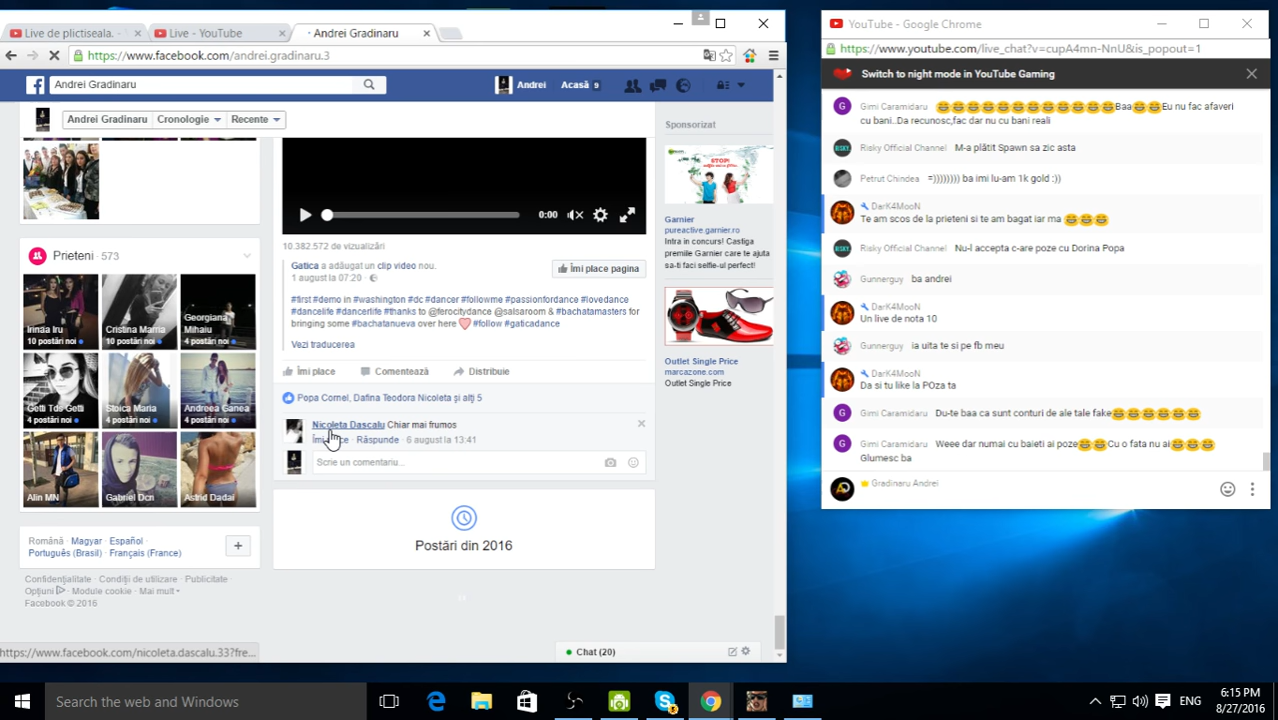 Live de plictiseala. -
Live - YouTube
Andrei Gradinaru
https://www.facebook.com/andrei.gradinaru.3
Andrei Gradinaru
Andrei
Acasă 9
Andrei Gradinaru
Cronologie
Recente
Prieteni · 573
Irinda Iru
10 postări noi
Cristina Marria
10 postări noi
Georgiana Mihaiu
4 postări noi
Getti Tds Getti
4 postări noi
Stoica Maria
4 postări noi
Andreea Ganea
4 postări noi
Alin MN
Gabriel Dcn
Astrid Dadai
Română · Magyar · Español ·
Português (Brasil) · Français (France)
+
Confidenţialitate · Condiţii de utilizare · Publicitate ·
Opţiuni · Module cookie · Mai mult
Facebook © 2016
0:00
10.382.572 de vizualizări
Gatica a adăugat un clip video nou.
1 august la 07:20 ·
Îmi place pagina
#first #demo in #washington #dc #dancer #followme #passionfordance #lovedance
#dancelife #dancerlife #thanks to @ferocitydance @salsaroom & #bachatamasters for
bringing some #bachatanueva over here ❤ #follow #gaticadance
Vezi traducerea
Îmi place
Comentează
Distribuie
Popa Cornel, Dafina Teodora Nicoleta şi alţi 5
Nicoleta Dascalu Chiar mai frumos
Răspunde · 6 august la 13:41
Scrie un comentariu...
Postări din 2016
Sponsorizat
STOP!
Garnier
pureactive.garnier.ro
Intra in concurs! Castiga
premiile Garnier care te ajuta
sa-ti faci selfie-ul perfect!
Outlet Single Price
marcazone.com
Outlet Single Price
Chat (20)
https://www.facebook.com/nicoleta.dascalu.33?fre...
YouTube - Google Chrome
https://www.youtube.com/live_chat?v=cupA4mn-NnU&is_popout=1
Switch to night mode in YouTube Gaming
G
Gimi Caramidaru 😂😂😂😂😂😂😂😂😂😂😂😂Baa😂😂Eu nu fac afaveri
cu bani..Da recunosc,fac dar nu cu bani reali
RISKY
Risky Official Channel M-a plătit Spawn sa zic asta
Petrut Chindea =)))))))) ba imi lu-am 1k gold :))
DarK4MooN
Te am scos de la prieteni si te am bagat iar ma 😂😂😂
RISKY
Risky Official Channel Nu-l accepta c-are poze cu Dorina Popa
Gunnerguy ba andrei
DarK4MooN
Un live de nota 10
Gunnerguy ia uita te si pe fb meu
DarK4MooN
Da si tu like la POza ta
G
Gimi Caramidaru Du-te baa ca sunt conturi de ale tale fake😂😂😂😂😂😂
G
Gimi Caramidaru Weee dar numai cu baieti ai poze😂😂Cu o fata nu ai😂😂😂
Glumesc ba
Gradinaru Andrei
Search the web and Windows
ENG
6:15 PM
8/27/2016